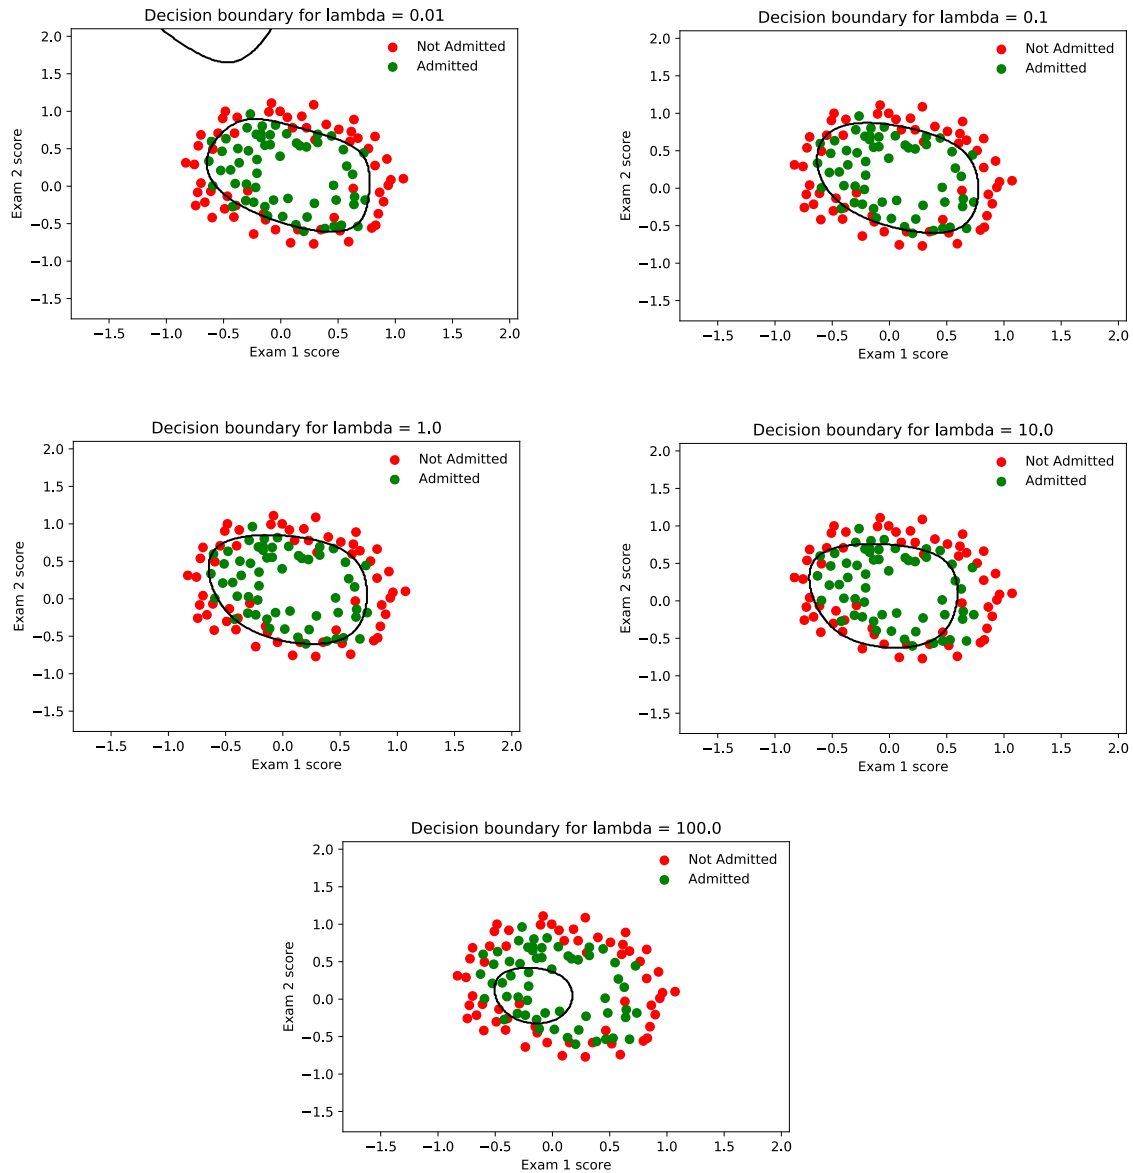 Decision boundary for lambda = 0.01
2.0
1.5
1.0
0.5
0.0
−0.5
−1.0
−1.5
Exam 2 score
Not Admitted
Admitted
−1.5 −1.0 −0.5 0.0 0.5 1.0 1.5 2.0
Exam 1 score
Decision boundary for lambda = 0.1
2.0
1.5
1.0
0.5
0.0
−0.5
−1.0
−1.5
Exam 2 score
Not Admitted
Admitted
−1.5 −1.0 −0.5 0.0 0.5 1.0 1.5 2.0
Exam 1 score
Decision boundary for lambda = 1.0
2.0
1.5
1.0
0.5
0.0
−0.5
−1.0
−1.5
Exam 2 score
Not Admitted
Admitted
−1.5 −1.0 −0.5 0.0 0.5 1.0 1.5 2.0
Exam 1 score
Decision boundary for lambda = 10.0
2.0
1.5
1.0
0.5
0.0
−0.5
−1.0
−1.5
Exam 2 score
Not Admitted
Admitted
−1.5 −1.0 −0.5 0.0 0.5 1.0 1.5 2.0
Exam 1 score
Decision boundary for lambda = 100.0
2.0
1.5
1.0
0.5
0.0
−0.5
−1.0
−1.5
Exam 2 score
Not Admitted
Admitted
−1.5 −1.0 −0.5 0.0 0.5 1.0 1.5 2.0
Exam 1 score